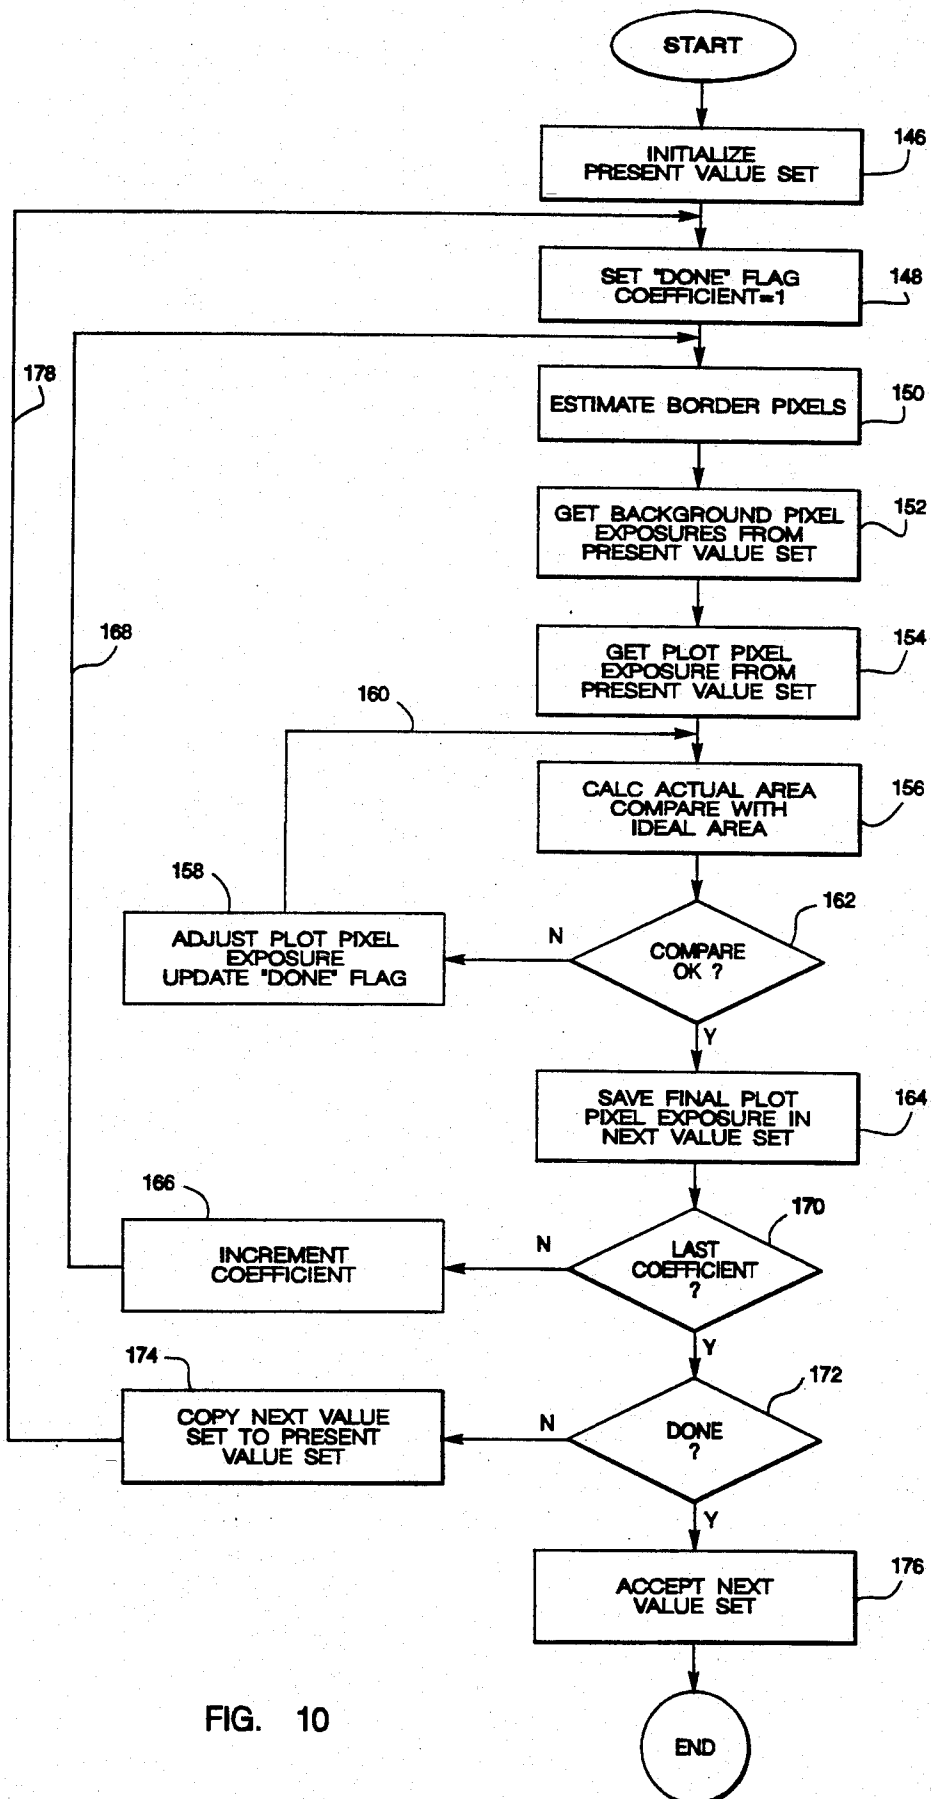 START
INITIALIZE
PRESENT VALUE SET
146
SET "DONE" FLAG
COEFFICIENT=1
148
178
ESTIMATE BORDER PIXELS
150
GET BACKGROUND PIXEL
EXPOSURES FROM
PRESENT VALUE SET
152
168
GET PLOT PIXEL
EXPOSURE FROM
PRESENT VALUE SET
154
160
CALC ACTUAL AREA
COMPARE WITH
IDEAL AREA
156
158
ADJUST PLOT PIXEL
EXPOSURE
UPDATE "DONE" FLAG
N
COMPARE
OK ?
162
Y
SAVE FINAL PLOT
PIXEL EXPOSURE IN
NEXT VALUE SET
164
166
INCREMENT
COEFFICIENT
N
LAST
COEFFICIENT
?
170
Y
174
COPY NEXT VALUE
SET TO PRESENT
VALUE SET
N
DONE
?
172
Y
ACCEPT NEXT
VALUE SET
176
END
FIG. 10